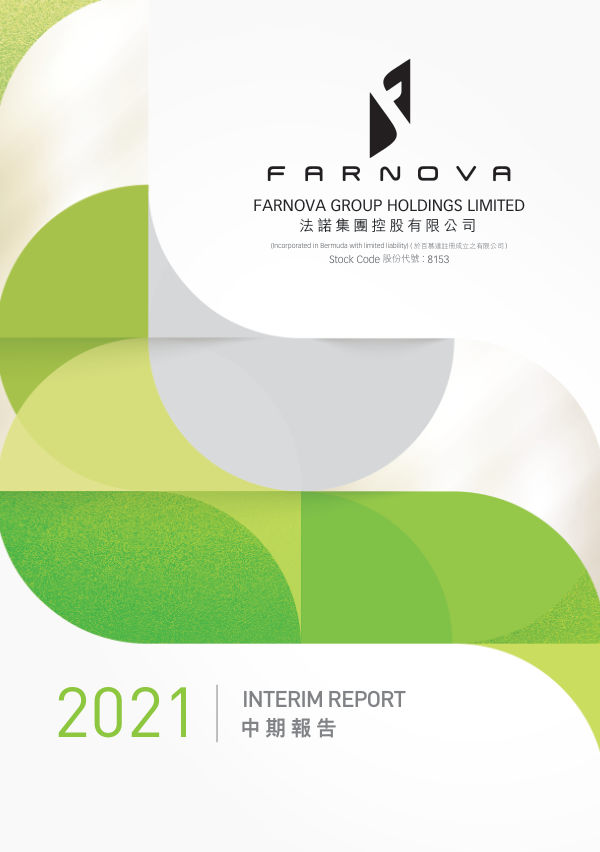 FARNOVA
FARNOVA GROUP HOLDINGS LIMITED
法諾集團控股有限公司
(Incorporated in Bermuda with limited liability) (於百慕達註冊成立之有限公司)
Stock Code 股份代號：8153
2021
INTERIM REPORT
中期報告